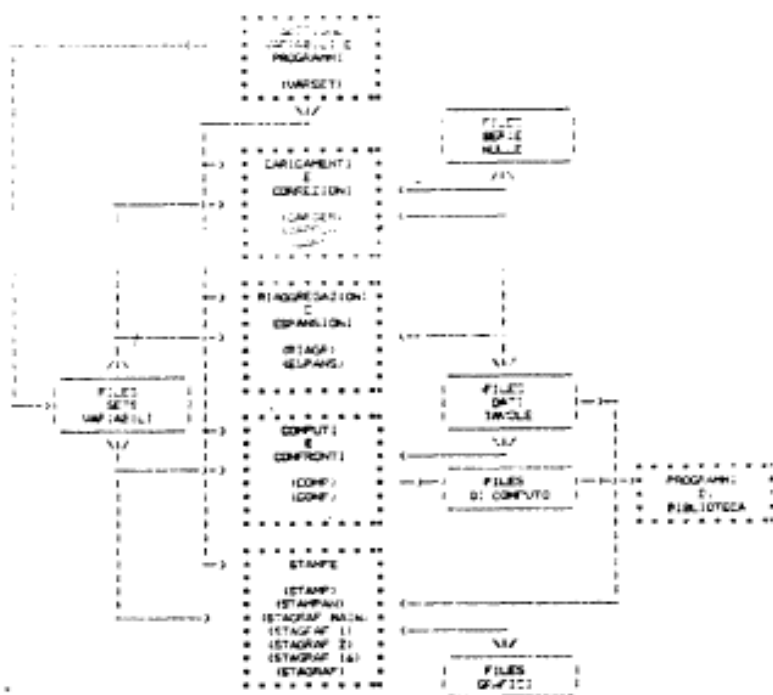 VARIABILI E
PROGRAMMI
(VARSET)
FILES
SERIE
NULLE
CARICAMENTI
E
CORREZIONI
(CARSER)
RIAGGREGAZIONI
E
ESPANSIONI
(RIAGR)
(ESPANS)
FILES
SETS
VARIABILI
FILES
DATI
TAVOLE
COMPUTI
E
CONFRONTI
(COMP)
(CONF)
FILES
DI COMPUTO
PROGRAMMI
DI
BIBLIOTECA
STAMPE
(STAMP)
(STAMPAN)
(STAGRAF MAIN)
(STAGRAF 1)
(STAGRAF 2)
(STAGRAF
(STAGRAF)
FILES
GRAFICI